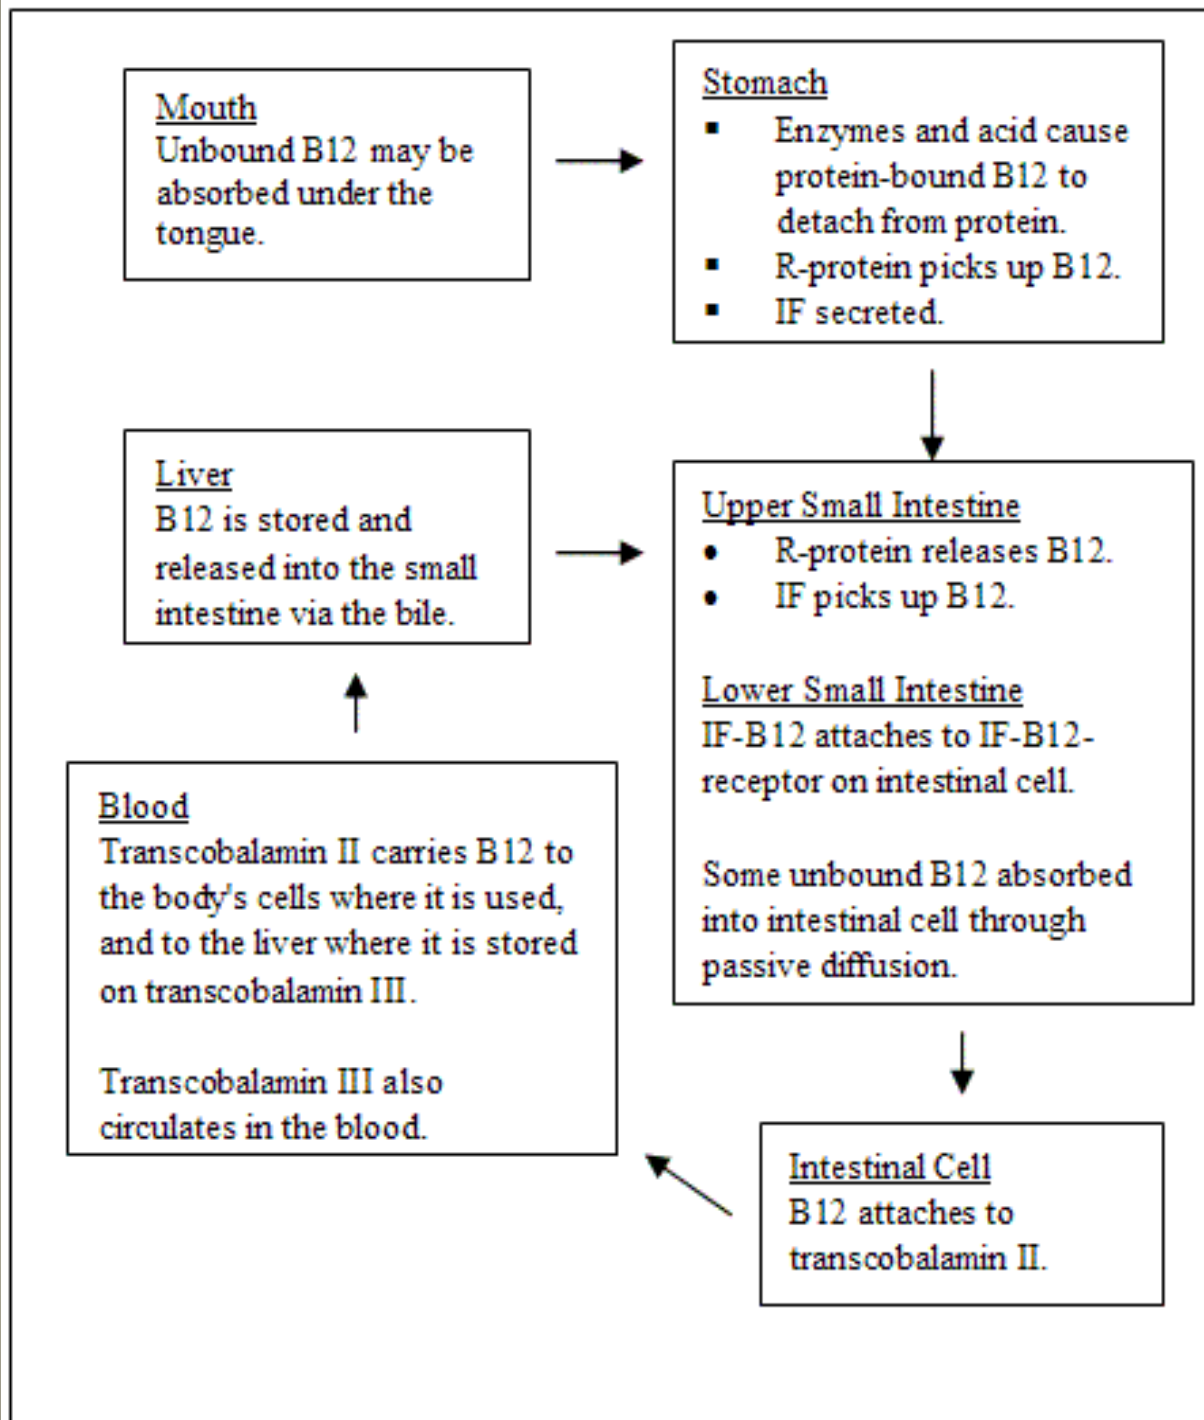 Mouth
Unbound B12 may be
absorbed under the
tongue.
Stomach
▪ Enzymes and acid cause
protein-bound B12 to
detach from protein.
▪ R-protein picks up B12.
▪ IF secreted.
Liver
B12 is stored and
released into the small
intestine via the bile.
Upper Small Intestine
• R-protein releases B12.
• IF picks up B12.
Lower Small Intestine
IF-B12 attaches to IF-B12-
receptor on intestinal cell.
Some unbound B12 absorbed
into intestinal cell through
passive diffusion.
Blood
Transcobalamin II carries B12 to
the body's cells where it is used,
and to the liver where it is stored
on transcobalamin III.
Transcobalamin III also
circulates in the blood.
Intestinal Cell
B12 attaches to
transcobalamin II.